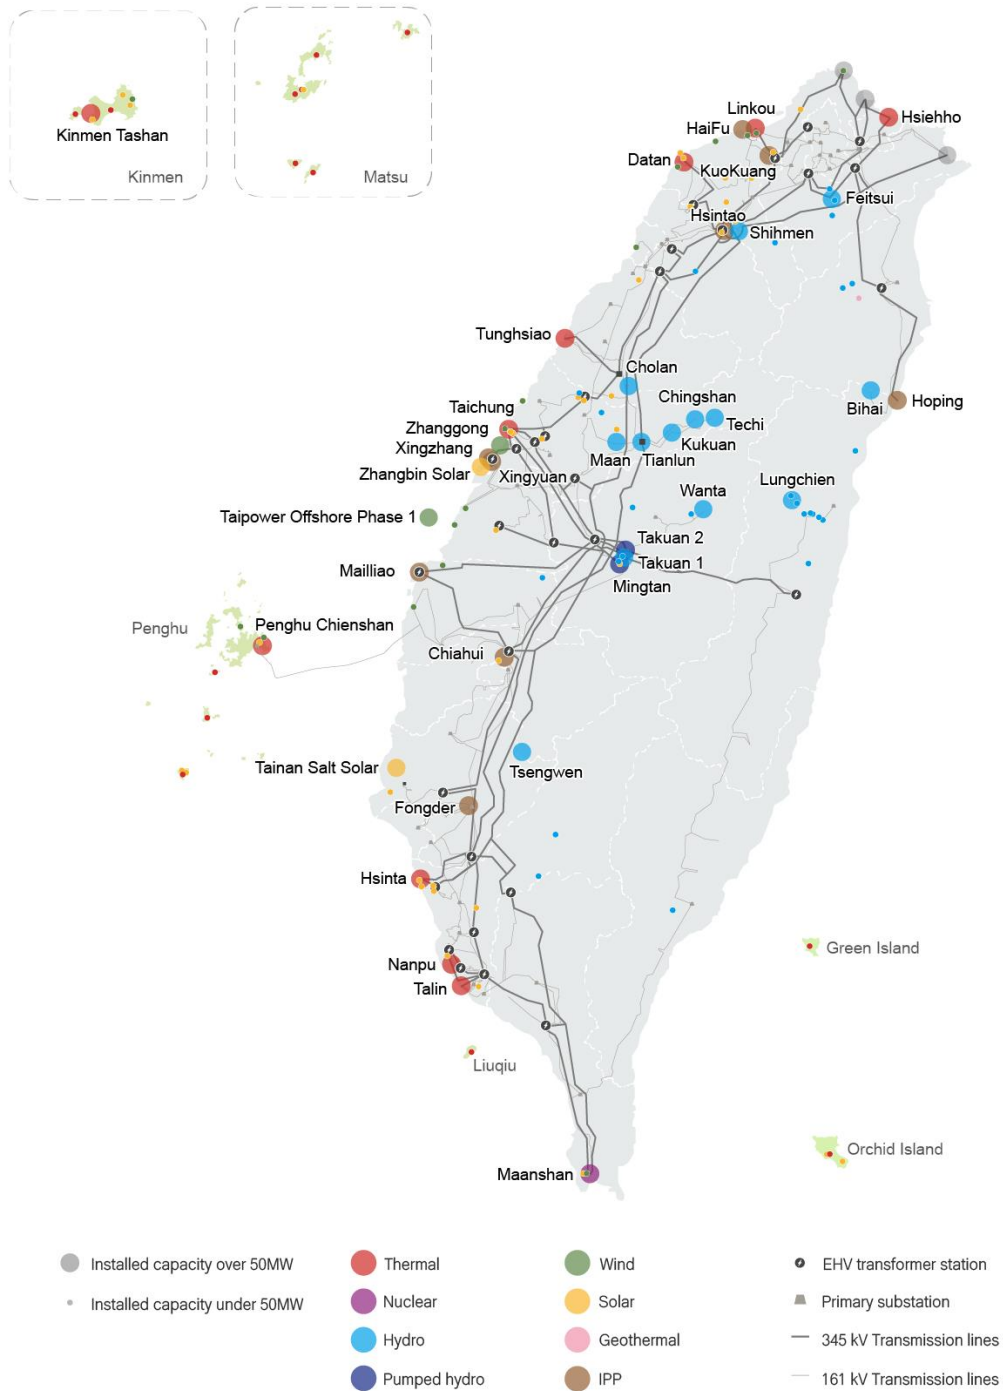 Kinmen Tashan
Kinmen
Matsu
Linkou
HaiFu
Hsiehho
Datan
KuoKuang
Feitsui
Hsintao
Shihmen
Tunghsiao
Cholan
Chingshan
Bihai
Hoping
Taichung
Techi
Zhanggong
Kukuan
Xingzhang
Maan
Tianlun
Zhangbin Solar
Xingyuan
Wanta
Lungchien
Taipower Offshore Phase 1
Takuan 2
Takuan 1
Mailliao
Mingtan
Penghu
Penghu Chienshan
Chiahui
Tainan Salt Solar
Tsengwen
Fongder
Hsinta
Green Island
Nanpu
Talin
Liuqiu
Orchid Island
Maanshan
Installed capacity over 50MW
Thermal
Wind
EHV transformer station
Installed capacity under 50MW
Nuclear
Solar
Primary substation
Hydro
Geothermal
345 kV Transmission lines
Pumped hydro
IPP
161 kV Transmission lines